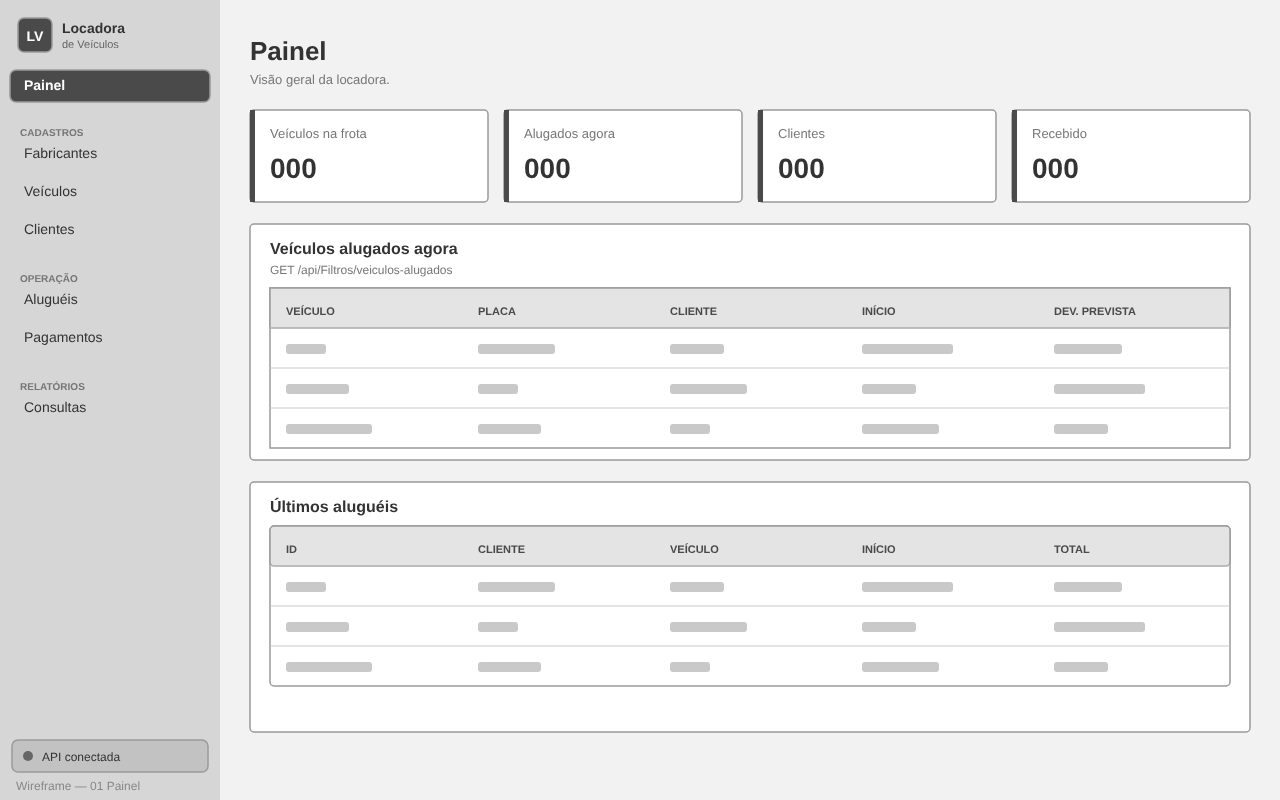 LV
Locadora
de Veículos
Painel
CADASTROS
Fabricantes
Veículos
Clientes
OPERAÇÃO
Aluguéis
Pagamentos
RELATÓRIOS
Consultas
API conectada
Wireframe — 01 Painel
Painel
Visão geral da locadora.
Veículos na frota
000
Alugados agora
000
Clientes
000
Recebido
000
Veículos alugados agora
GET /api/Filtros/veiculos-alugados
VEÍCULO PLACA CLIENTE INÍCIO DEV. PREVISTA
Últimos aluguéis
ID CLIENTE VEÍCULO INÍCIO TOTAL